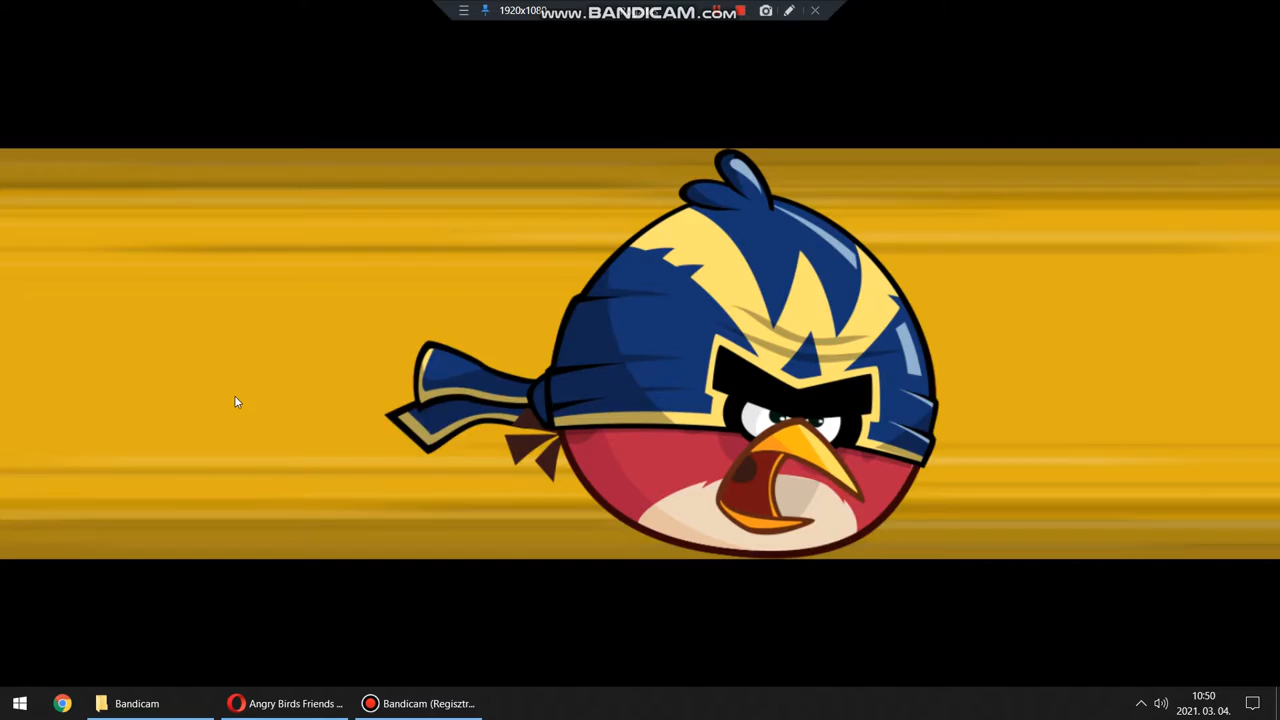 1920x1080
www.BANDICAM.com
Bandicam
Angry Birds Friends ...
Bandicam (Regisztr...
10:50
2021. 03. 04.